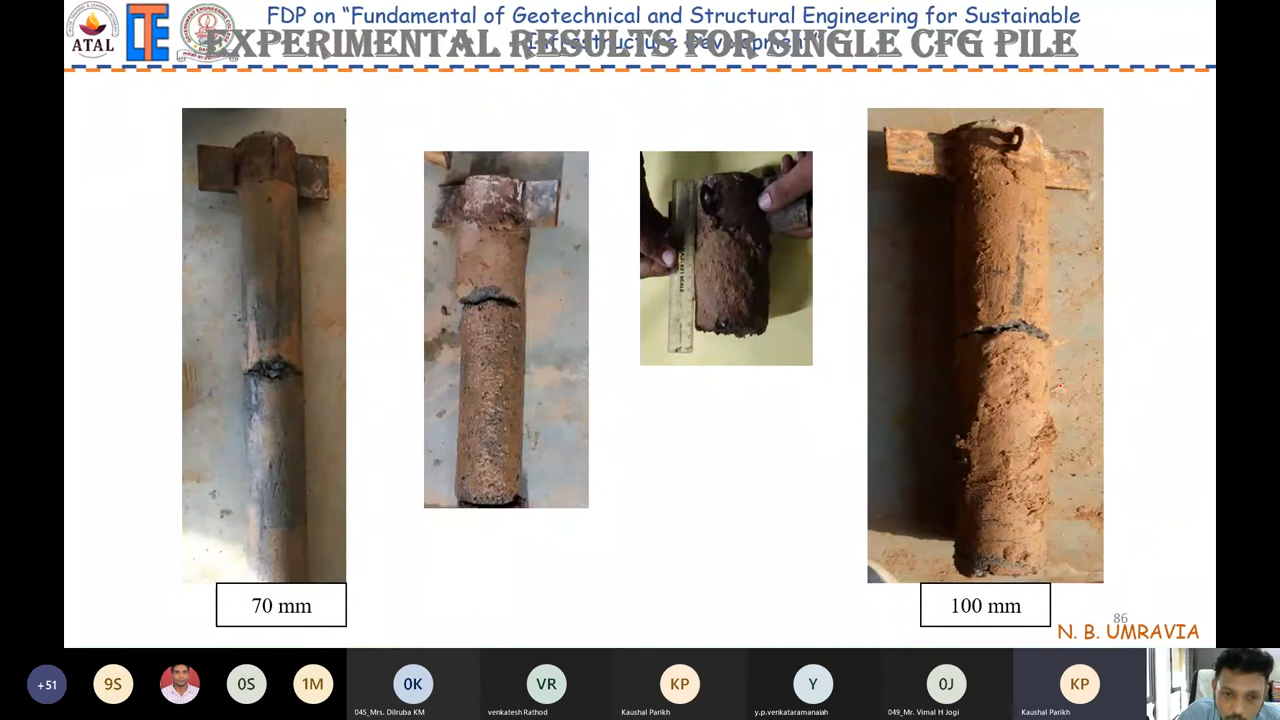 FDP on “Fundamental of Geotechnical and Structural Engineering for Sustainable
EXPERIMENTAL RESULTS FOR SINGLE CFG PILE
ATAL
70 mm
100 mm
86
N. B. UMRAVIA
+51
9S
0S
1M
0K
VR
KP
Y
0J
KP
045_Mrs. Dilruba KM
venkatesh Rathod
Kaushal Parikh
y.p.venkataramanaiah
049_Mr. Vimal H Jogi
Kaushal Parikh